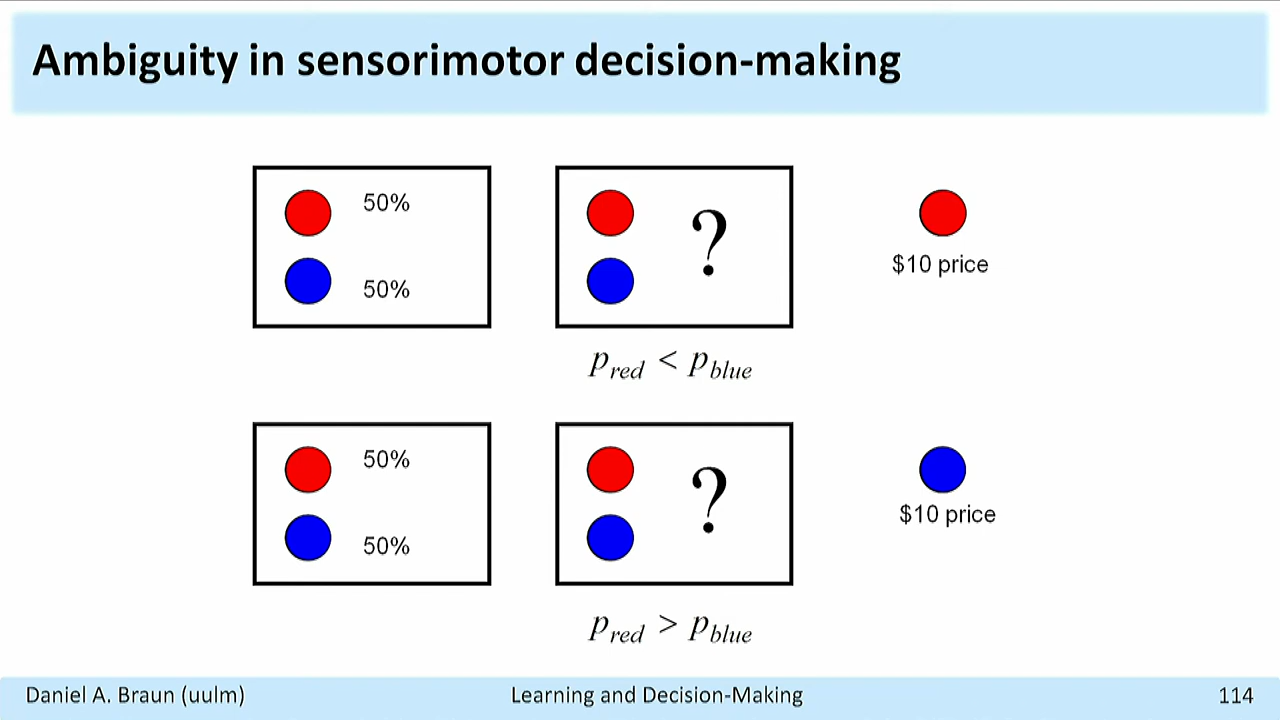 Ambiguity in sensorimotor decision-making
50%
50%
?
$10 price
p_red < p_blue
50%
50%
?
$10 price
p_red > p_blue
Daniel A. Braun (uulm)
Learning and Decision-Making
114